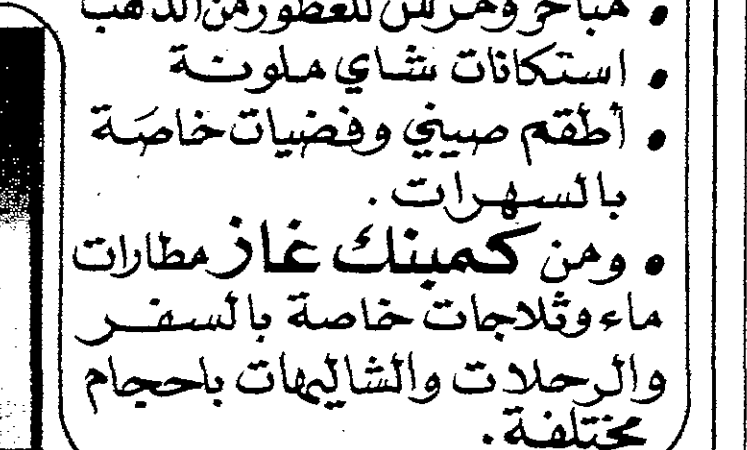 • مباخر ومرش للعطور من الذهب
• استكانات شاي ملونة
• أطقم صيني وفضيات خاصة
بالسهرات.
• ومن كمبنك غاز مطارات
ماء وثلاجات خاصة بالسفر
والرحلات والشاليهات باحجام
مختلفة.